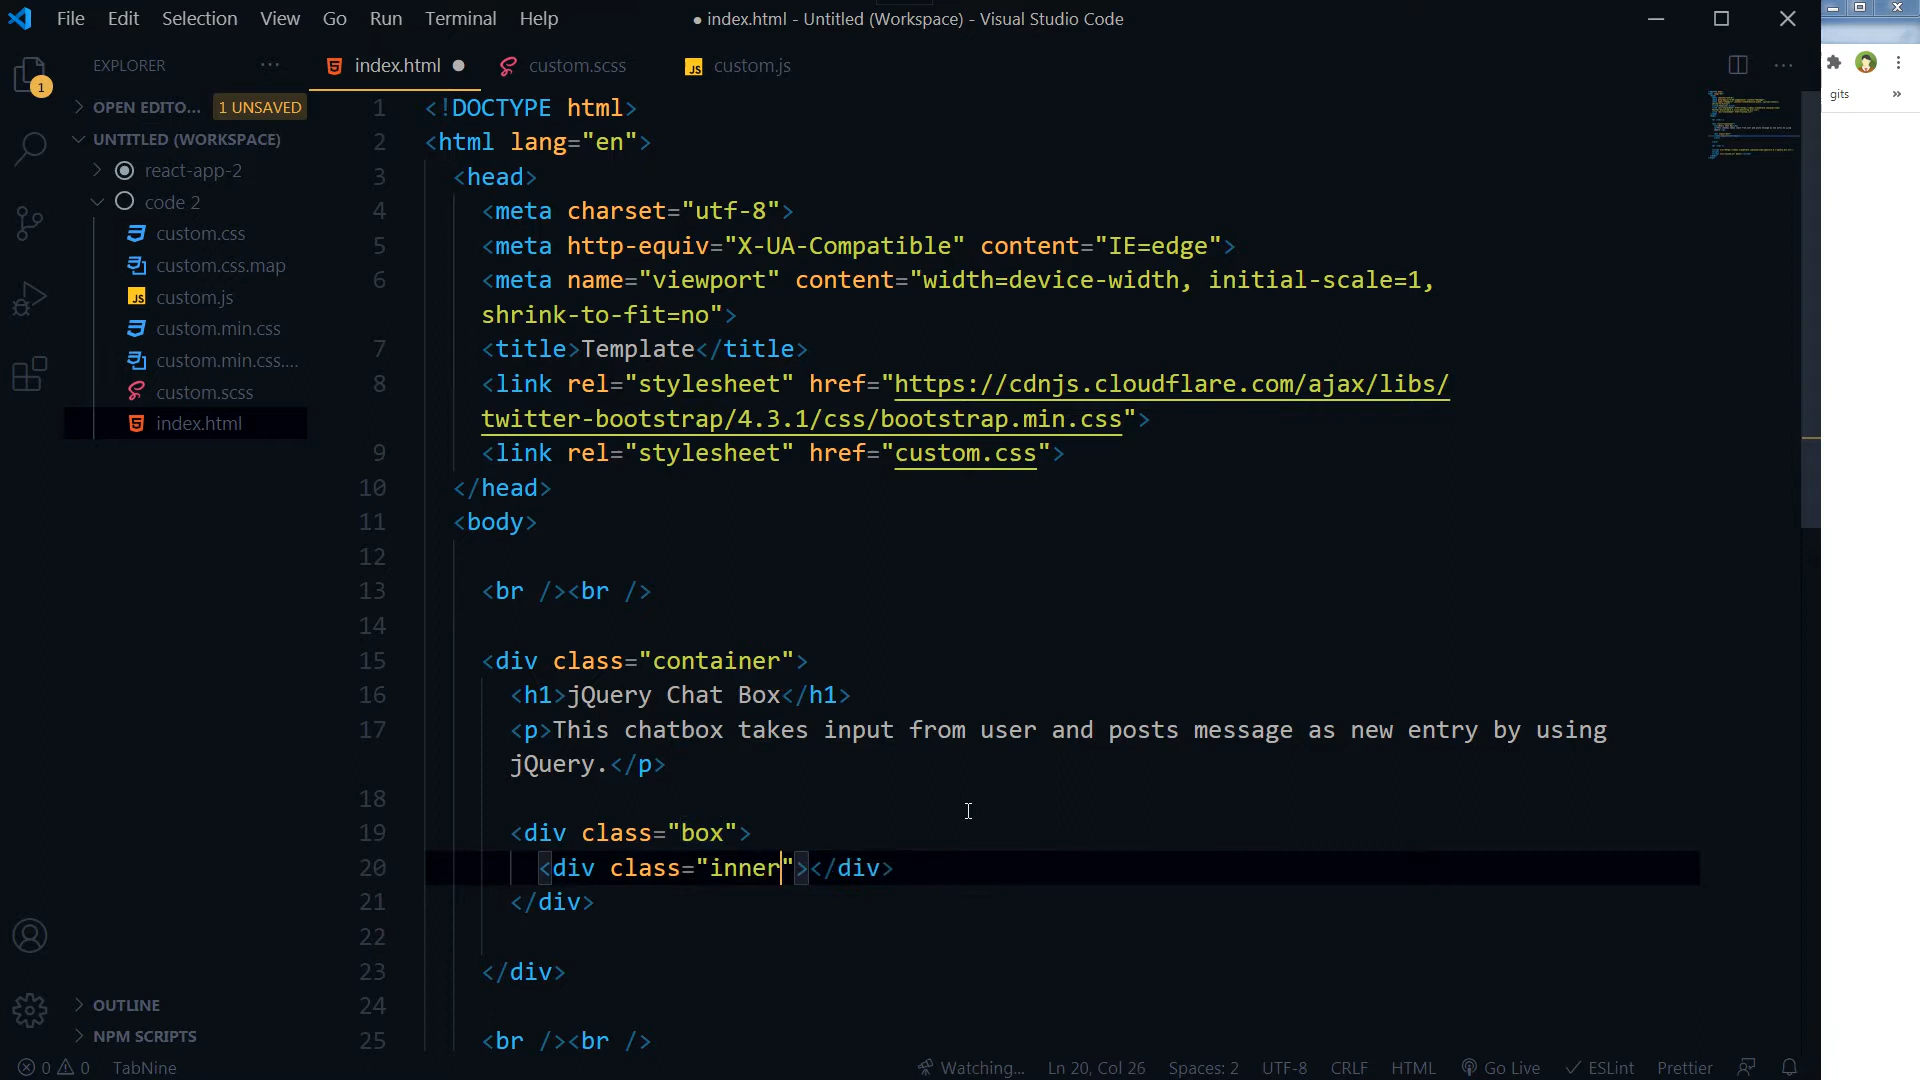 File Edit Selection View Go Run Terminal Help
● index.html - Untitled (Workspace) - Visual Studio Code
EXPLORER ...
index.html ●
custom.scss
custom.js
gits »
1
OPEN EDITO... 1 UNSAVED
UNTITLED (WORKSPACE)
react-app-2
code 2
custom.css
custom.css.map
custom.js
custom.min.css
custom.min.css....
custom.scss
index.html
OUTLINE
NPM SCRIPTS
1 <!DOCTYPE html>
2 <html lang="en">
3 <head>
4 <meta charset="utf-8">
5 <meta http-equiv="X-UA-Compatible" content="IE=edge">
6 <meta name="viewport" content="width=device-width, initial-scale=1,
shrink-to-fit=no">
7 <title>Template</title>
8 <link rel="stylesheet" href="https://cdnjs.cloudflare.com/ajax/libs/
twitter-bootstrap/4.3.1/css/bootstrap.min.css">
9 <link rel="stylesheet" href="custom.css">
10 </head>
11 <body>
12
13 <br /><br />
14
15 <div class="container">
16 <h1>jQuery Chat Box</h1>
17 <p>This chatbox takes input from user and posts message as new entry by using
jQuery.</p>
18
19 <div class="box">
20 <div class="inner"></div>
21 </div>
22
23 </div>
24
25 <br /><br />
0 0 TabNine Watching... Ln 20, Col 26 Spaces: 2 UTF-8 CRLF HTML Go Live ESLint Prettier